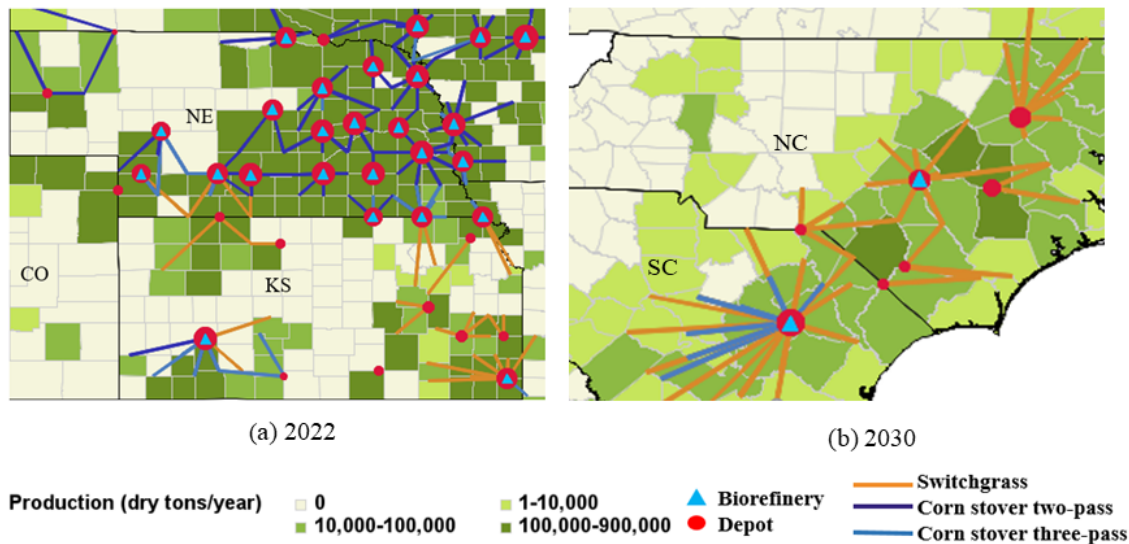 NE
CO
KS
NC
SC
(a) 2022
(b) 2030
Production (dry tons/year)
0
1-10,000
10,000-100,000
100,000-900,000
Biorefinery
Depot
Switchgrass
Corn stover two-pass
Corn stover three-pass